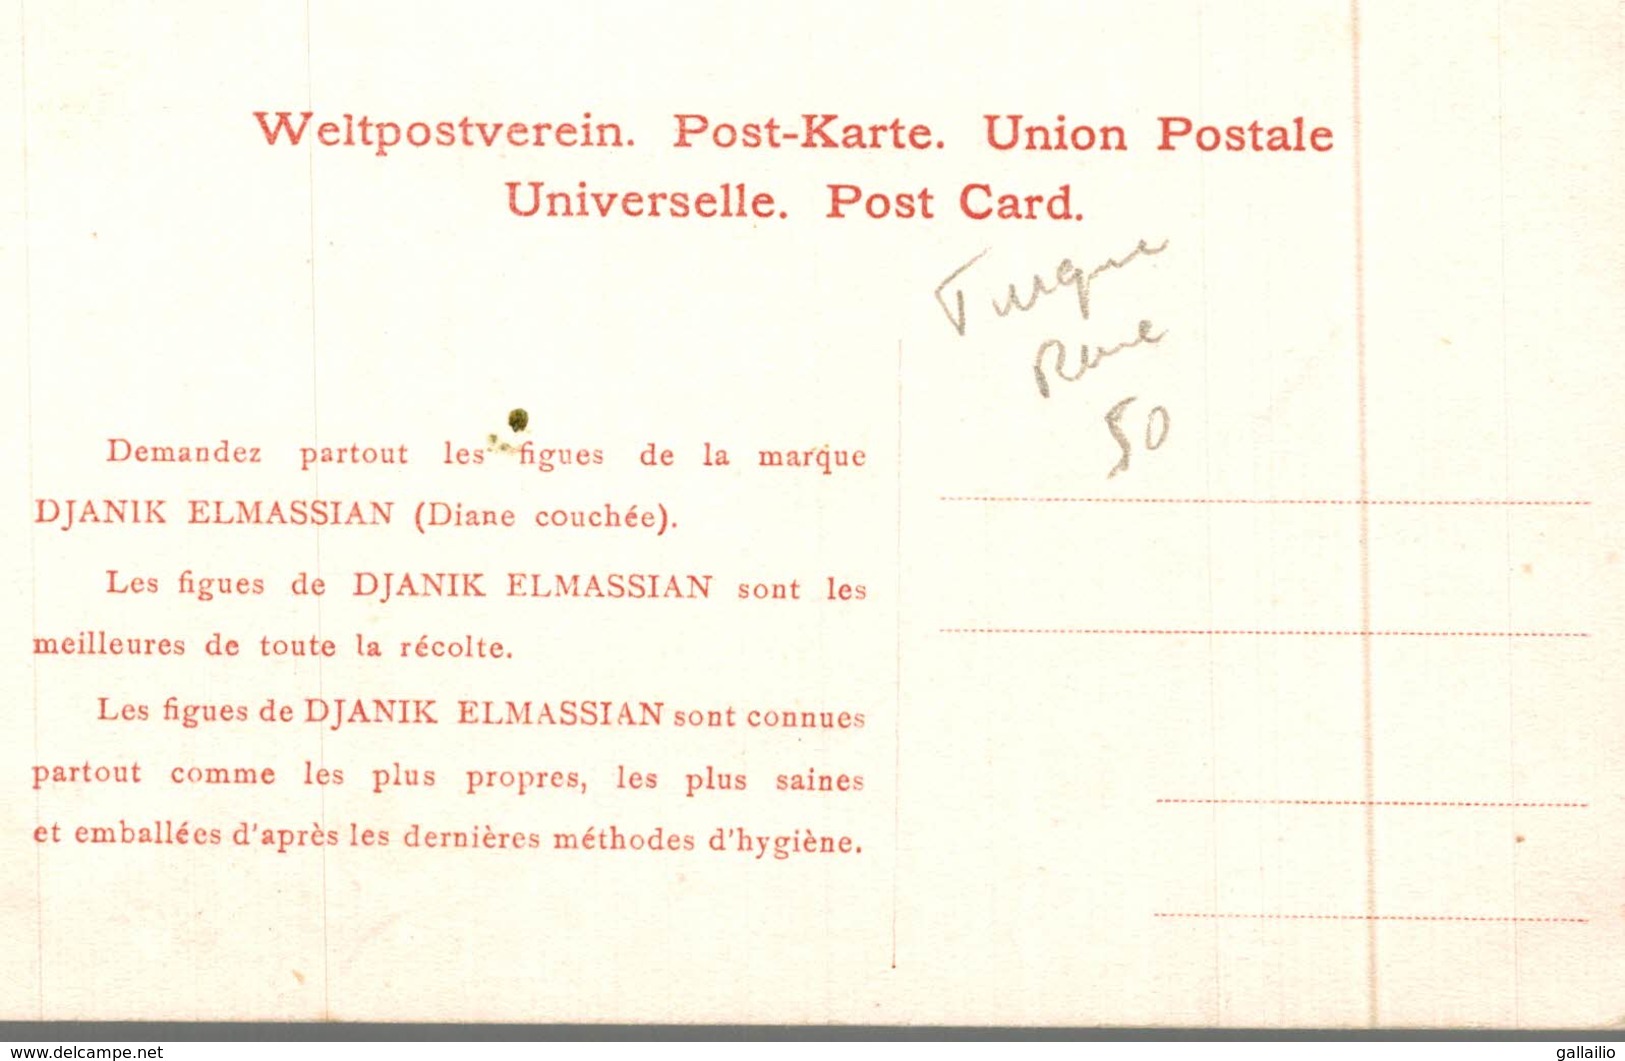 Weltpostverein. Post-Karte. Union Postale
Universelle. Post Card.
Turquie
Rare
50
Demandez partout les figues de la marque
DJANIK ELMASSIAN (Diane couchée).
Les figues de DJANIK ELMASSIAN sont les
meilleures de toute la récolte.
Les figues de DJANIK ELMASSIAN sont connues
partout comme les plus propres, les plus saines
et emballées d'après les dernières méthodes d'hygiène.
www.delcampe.net
gallailio